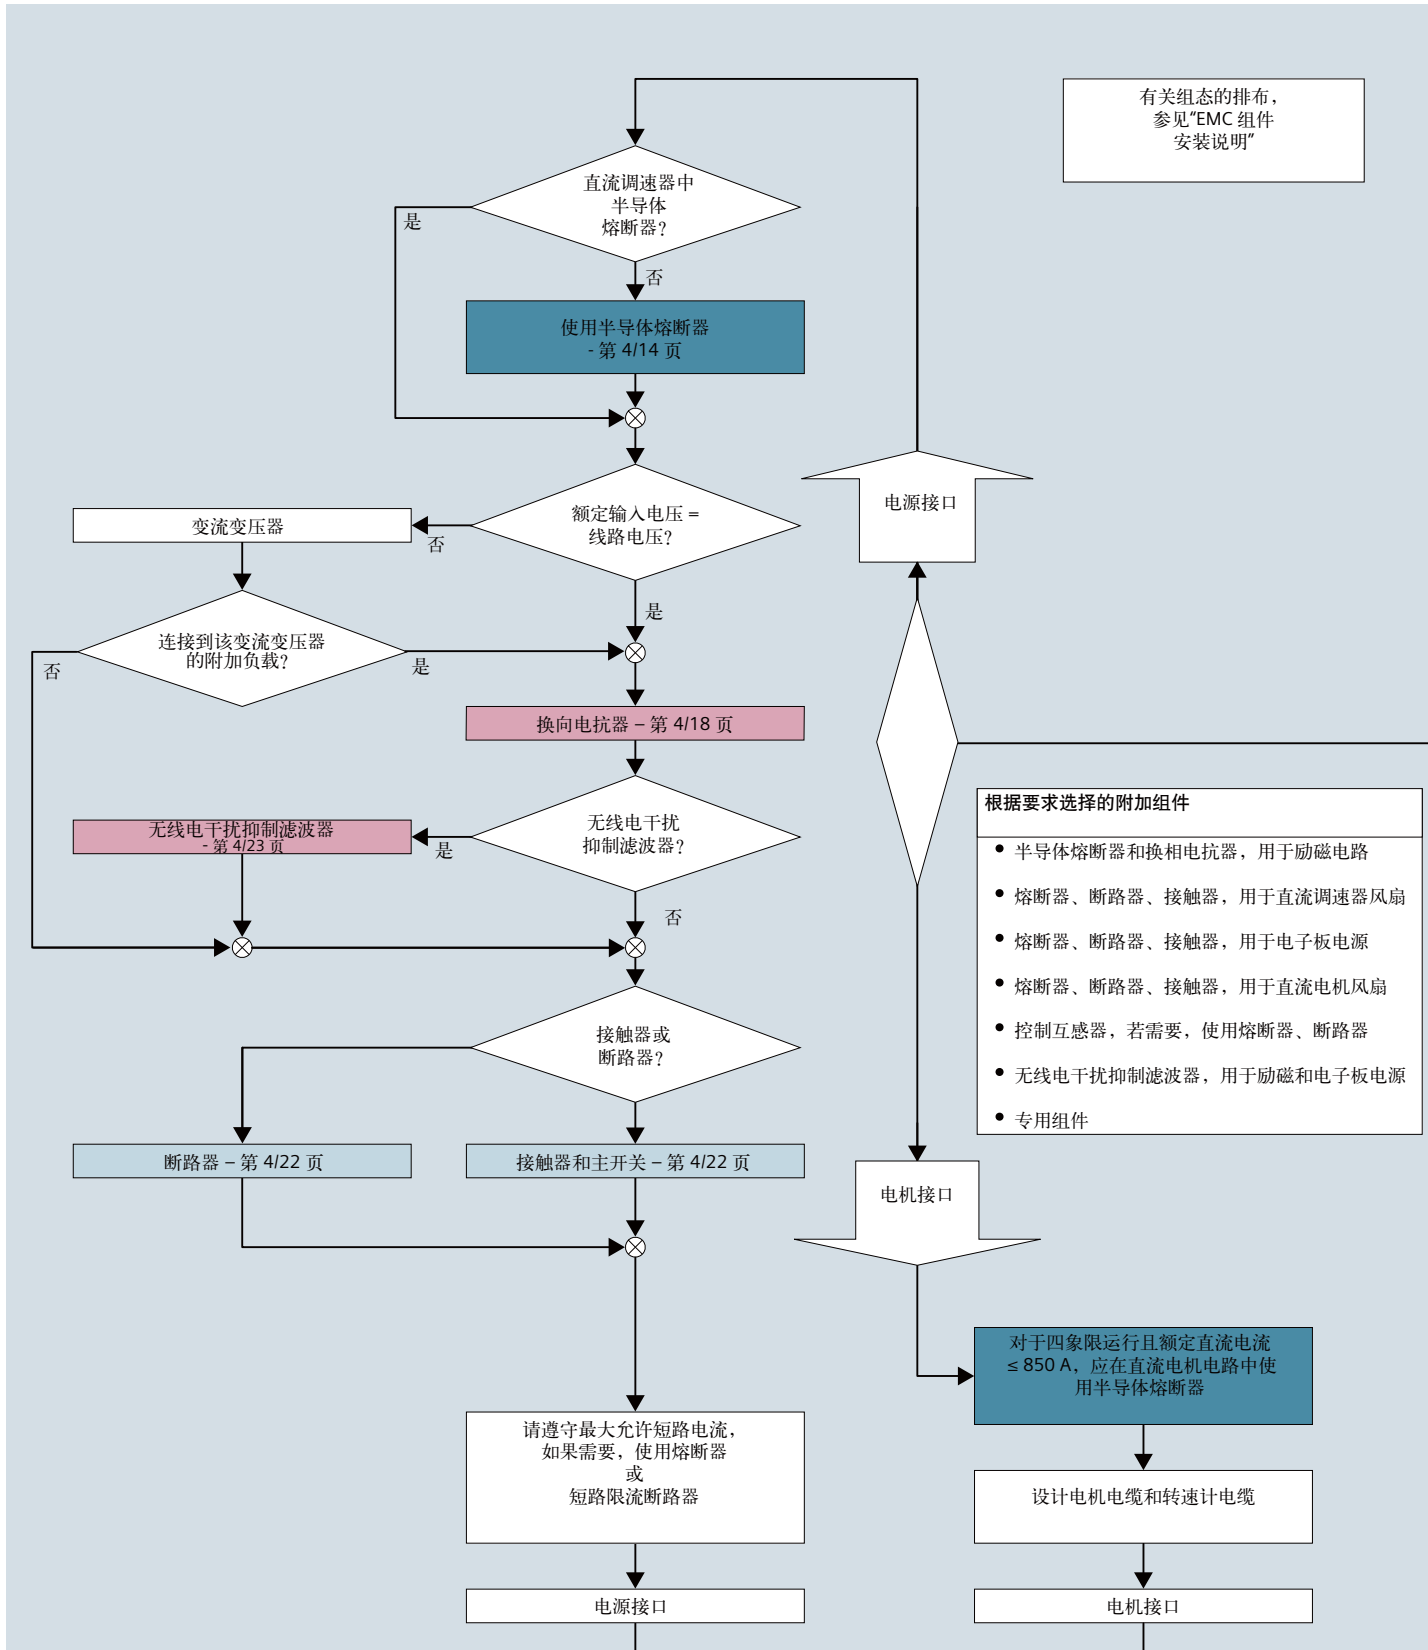 有关组态的排布，
参见"EMC 组件
安装说明"
直流调速器中
半导体
熔断器？
是
否
使用半导体熔断器
- 第 4/14 页
电源接口
额定输入电压 =
线路电压？
变流变压器
否
是
连接到该变流变压器
的附加负载？
否
是
换向电抗器 – 第 4/18 页
无线电干扰
抑制滤波器？
无线电干扰抑制滤波器
- 第 4/23 页
是
否
根据要求选择的附加组件
• 半导体熔断器和换相电抗器，用于励磁电路
• 熔断器、断路器、接触器，用于直流调速器风扇
• 熔断器、断路器、接触器，用于电子板电源
• 熔断器、断路器、接触器，用于直流电机风扇
• 控制互感器，若需要，使用熔断器、断路器
• 无线电干扰抑制滤波器，用于励磁和电子板电源
• 专用组件
接触器或
断路器？
断路器 – 第 4/22 页
接触器和主开关 – 第 4/22 页
电机接口
对于四象限运行且额定直流电流
≤ 850 A，应在直流电机电路中使
用半导体熔断器
请遵守最大允许短路电流，
如果需要，使用熔断器
或
短路限流断路器
设计电机电缆和转速计电缆
电源接口
电机接口